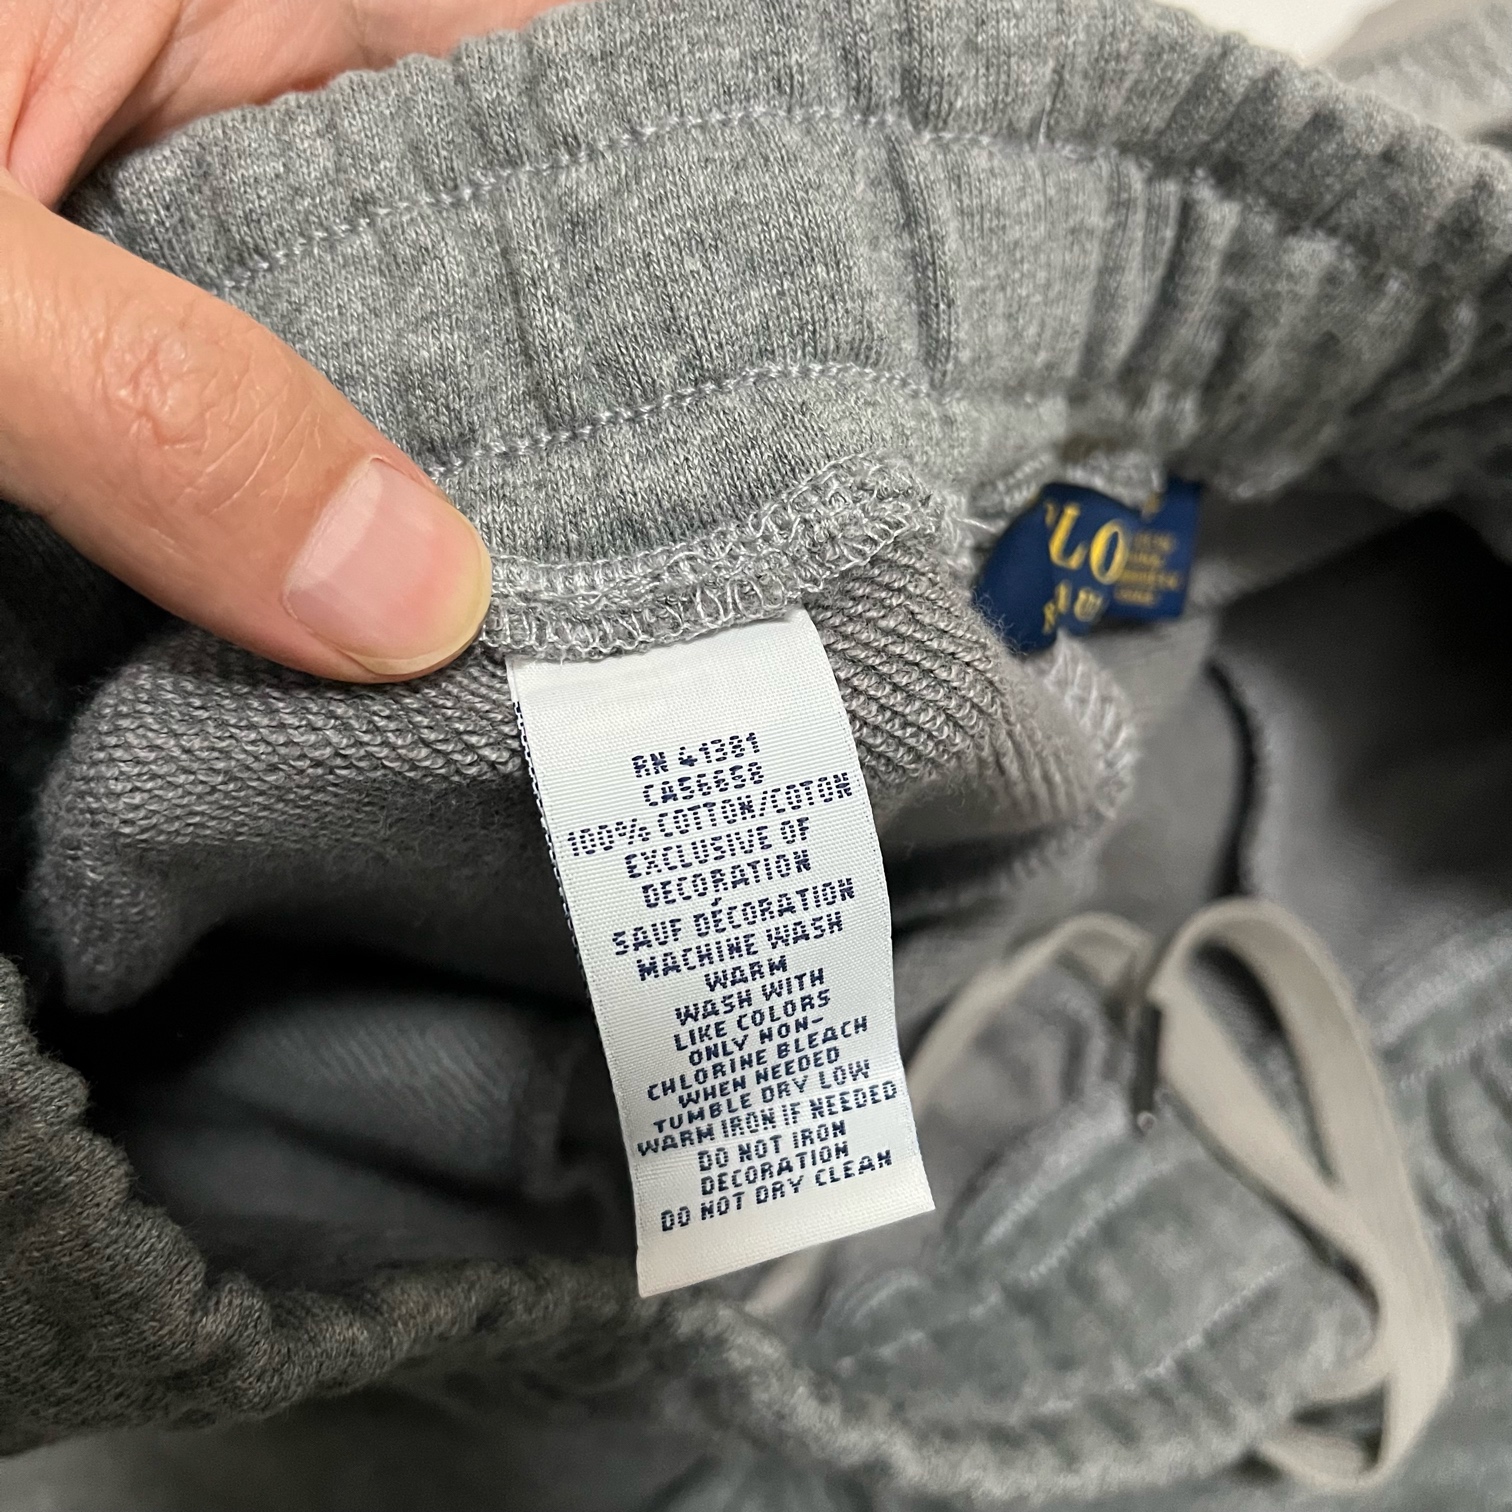 RN 41381
CA56658
100% COTTON/COTON
EXCLUSIVE OF
DECORATION
SAUF DÉCORATION
MACHINE WASH
WARM
WASH WITH
LIKE COLORS
ONLY NON-
CHLORINE BLEACH
WHEN NEEDED
TUMBLE DRY LOW
WARM IRON IF NEEDED
DO NOT IRON
DECORATION
DO NOT DRY CLEAN
LO